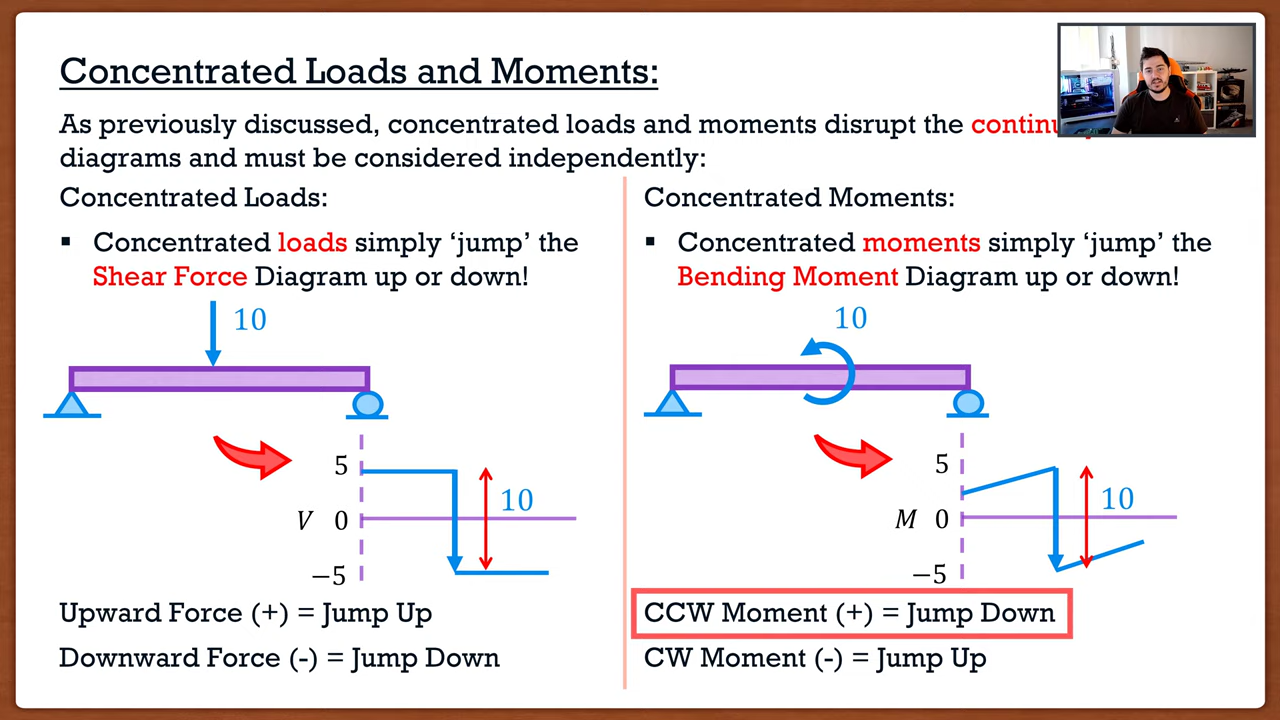 Concentrated Loads and Moments:
As previously discussed, concentrated loads and moments disrupt the
diagrams and must be considered independently:
Concentrated Loads:
▪ Concentrated loads simply ‘jump’ the
Shear Force Diagram up or down!
10
5
V 0
10
−5
Upward Force (+) = Jump Up
Downward Force (-) = Jump Down
Concentrated Moments:
▪ Concentrated moments simply ‘jump’ the
Bending Moment Diagram up or down!
10
5
M 0
10
−5
CCW Moment (+) = Jump Down
CW Moment (-) = Jump Up